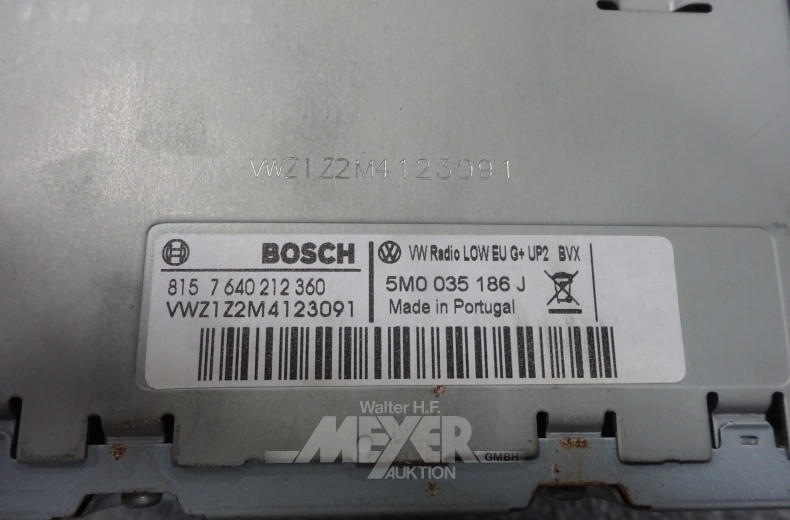 VWZ1Z2M4123091
BOSCH
VW Radio LOW EU G+ UP2 BVX
815 7 640 212 360
5M0 035 186 J
VWZ1Z2M4123091
Made in Portugal
Walter H.F.
MEYER
GMBH
AUKTION